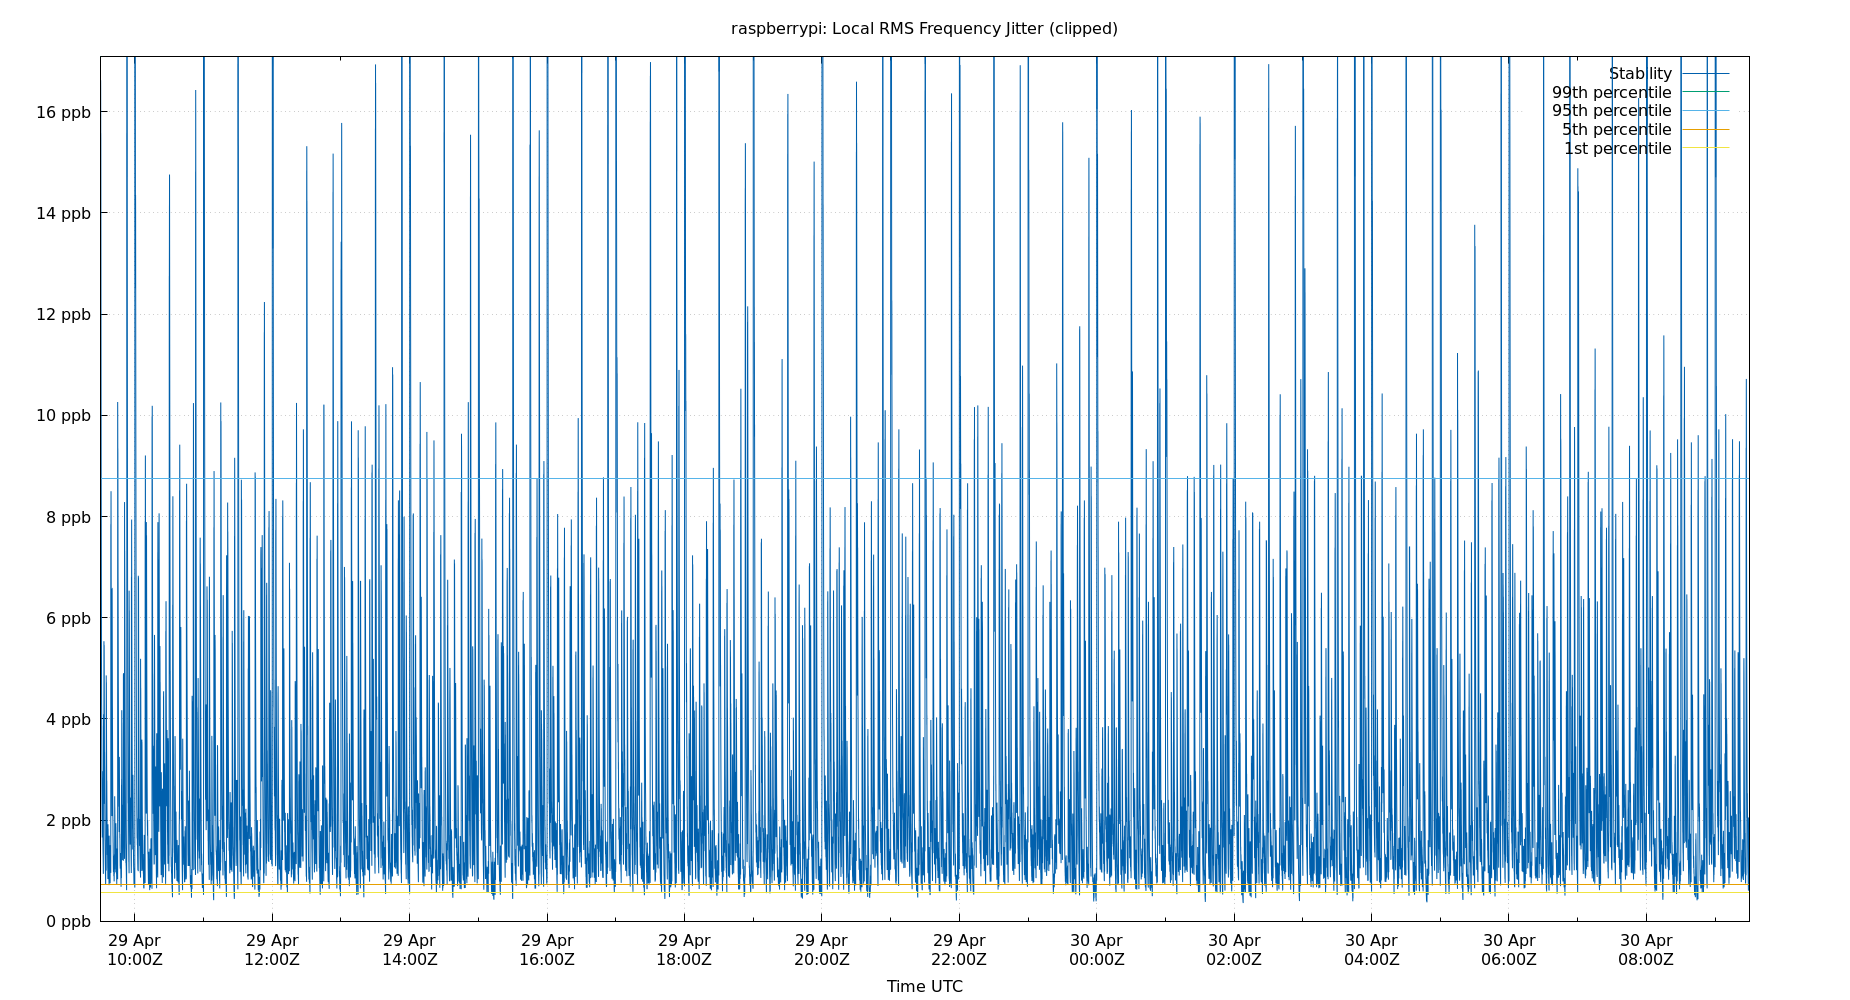 raspberrypi: Local RMS Frequency Jitter (clipped)
Stability
99th percentile
95th percentile
5th percentile
1st percentile
16 ppb
14 ppb
12 ppb
10 ppb
8 ppb
6 ppb
4 ppb
2 ppb
0 ppb
29 Apr 29 Apr 29 Apr 29 Apr 29 Apr 29 Apr 29 Apr 30 Apr 30 Apr 30 Apr 30 Apr 30 Apr
10:00Z 12:00Z 14:00Z 16:00Z 18:00Z 20:00Z 22:00Z 00:00Z 02:00Z 04:00Z 06:00Z 08:00Z
Time UTC